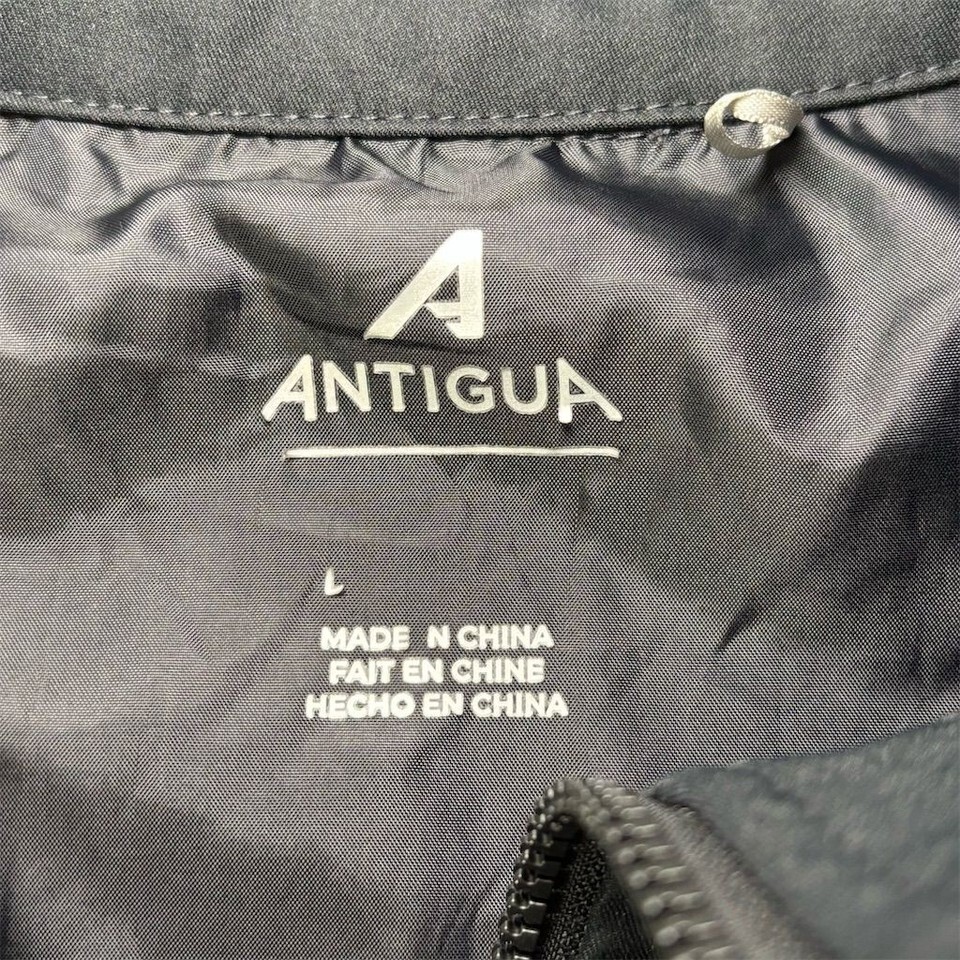 A
ANTIGUA
L
MADE N CHINA
FAIT EN CHINE
HECHO EN CHINA